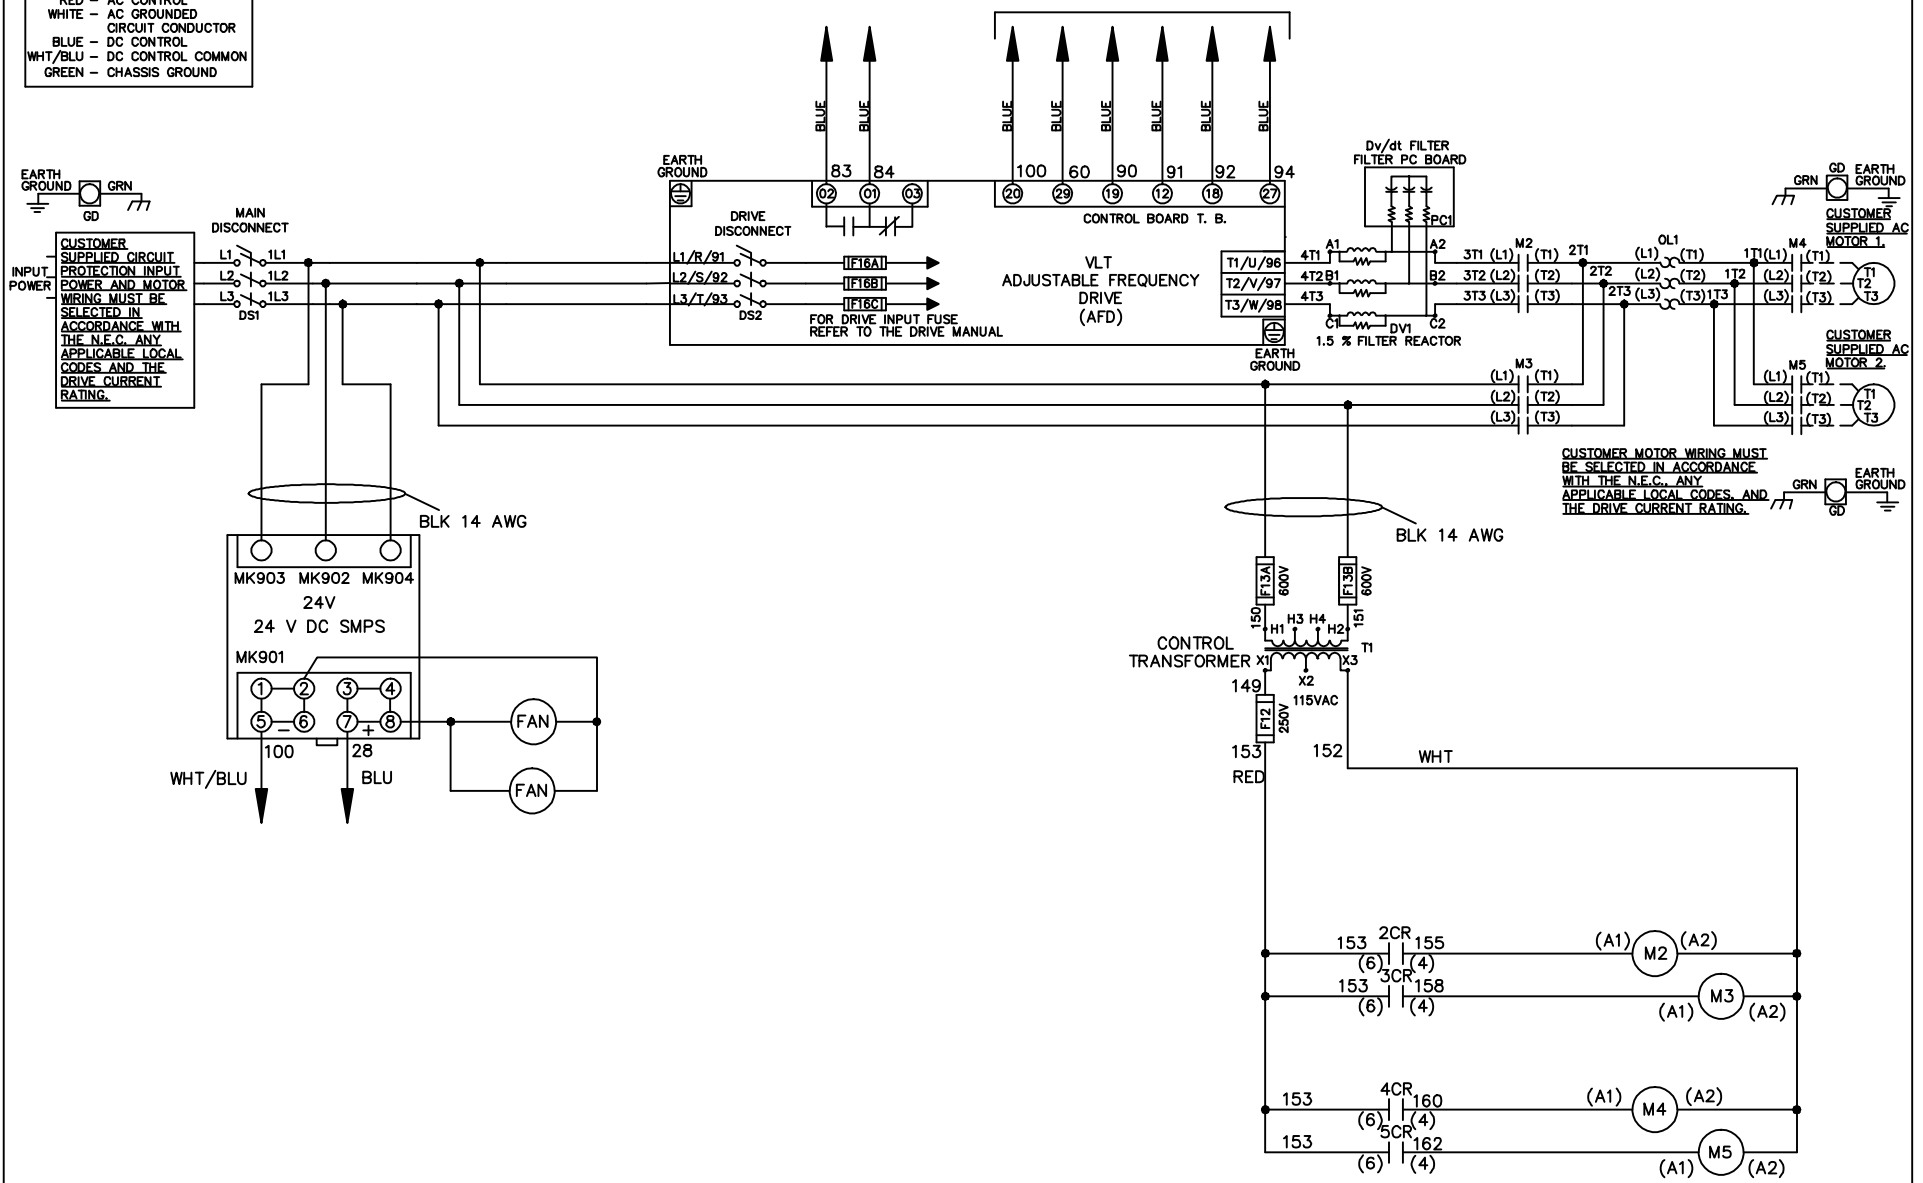 RED – AC CONTROL
WHITE – AC GROUNDED
CIRCUIT CONDUCTOR
BLUE – DC CONTROL
WHT/BLU – DC CONTROL COMMON
GREEN – CHASSIS GROUND
EARTH
GROUND
GRN
GD
INPUT
POWER
CUSTOMER
SUPPLIED CIRCUIT
PROTECTION INPUT
POWER AND MOTOR
WIRING MUST BE
SELECTED IN
ACCORDANCE WITH
THE N.E.C. ANY
APPLICABLE LOCAL
CODES AND THE
DRIVE CURRENT
RATING.
MAIN
DISCONNECT
L1 1L1
L2 1L2
L3 1L3
DS1
BLUE BLUE BLUE BLUE BLUE BLUE BLUE BLUE
EARTH
GROUND
83 84
02 01 03
100 60 90 91 92 94
20 29 19 12 18 27
CONTROL BOARD T. B.
DRIVE
DISCONNECT
L1/R/91
L2/S/92
L3/T/93
DS2
F16A
F16B
F16C
FOR DRIVE INPUT FUSE
REFER TO THE DRIVE MANUAL
VLT
ADJUSTABLE FREQUENCY
DRIVE
(AFD)
T1/U/96
T2/V/97
T3/W/98
EARTH
GROUND
Dv/dt FILTER
FILTER PC BOARD
PC1
4T1 A1 A2
4T2 B1 B2
4T3 C1 C2
DV1
1.5 % FILTER REACTOR
M2
3T1 (L1) (T1) 2T1
3T2 (L2) (T2) 2T2
3T3 (L3) (T3) 2T3
OL1
(L1) (T1) 1T1
(L2) (T2) 1T2
(L3) (T3) 1T3
M4
(L1) (T1)
(L2) (T2)
(L3) (T3)
T1
T2
T3
GD
EARTH
GROUND
GRN
CUSTOMER
SUPPLIED AC
MOTOR 1.
CUSTOMER
SUPPLIED AC
MOTOR 2.
M3
(L1) (T1)
(L2) (T2)
(L3) (T3)
M5
(L1) (T1)
(L2) (T2)
(L3) (T3)
T1
T2
T3
CUSTOMER MOTOR WIRING MUST
BE SELECTED IN ACCORDANCE
WITH THE N.E.C., ANY
APPLICABLE LOCAL CODES, AND
THE DRIVE CURRENT RATING.
GRN
EARTH
GROUND
GD
BLK 14 AWG
MK903 MK902 MK904
24V
24 V DC SMPS
MK901
1 2 3 4
5 – 6 7 + 8
100 28
WHT/BLU BLU
FAN
FAN
BLK 14 AWG
F13A 600V
F13B 600V
150 151
H1 H3 H4 H2
CONTROL
TRANSFORMER
T1
X1 X3
X2
149
115VAC
F12 250V
153 152
RED
WHT
2CR
153 155
(6) (4)
(A1) M2 (A2)
3CR
153 158
(6) (4)
(A1) M3 (A2)
4CR
153 160
(6) (4)
(A1) M4 (A2)
5CR
153 162
(6) (4)
(A1) M5 (A2)